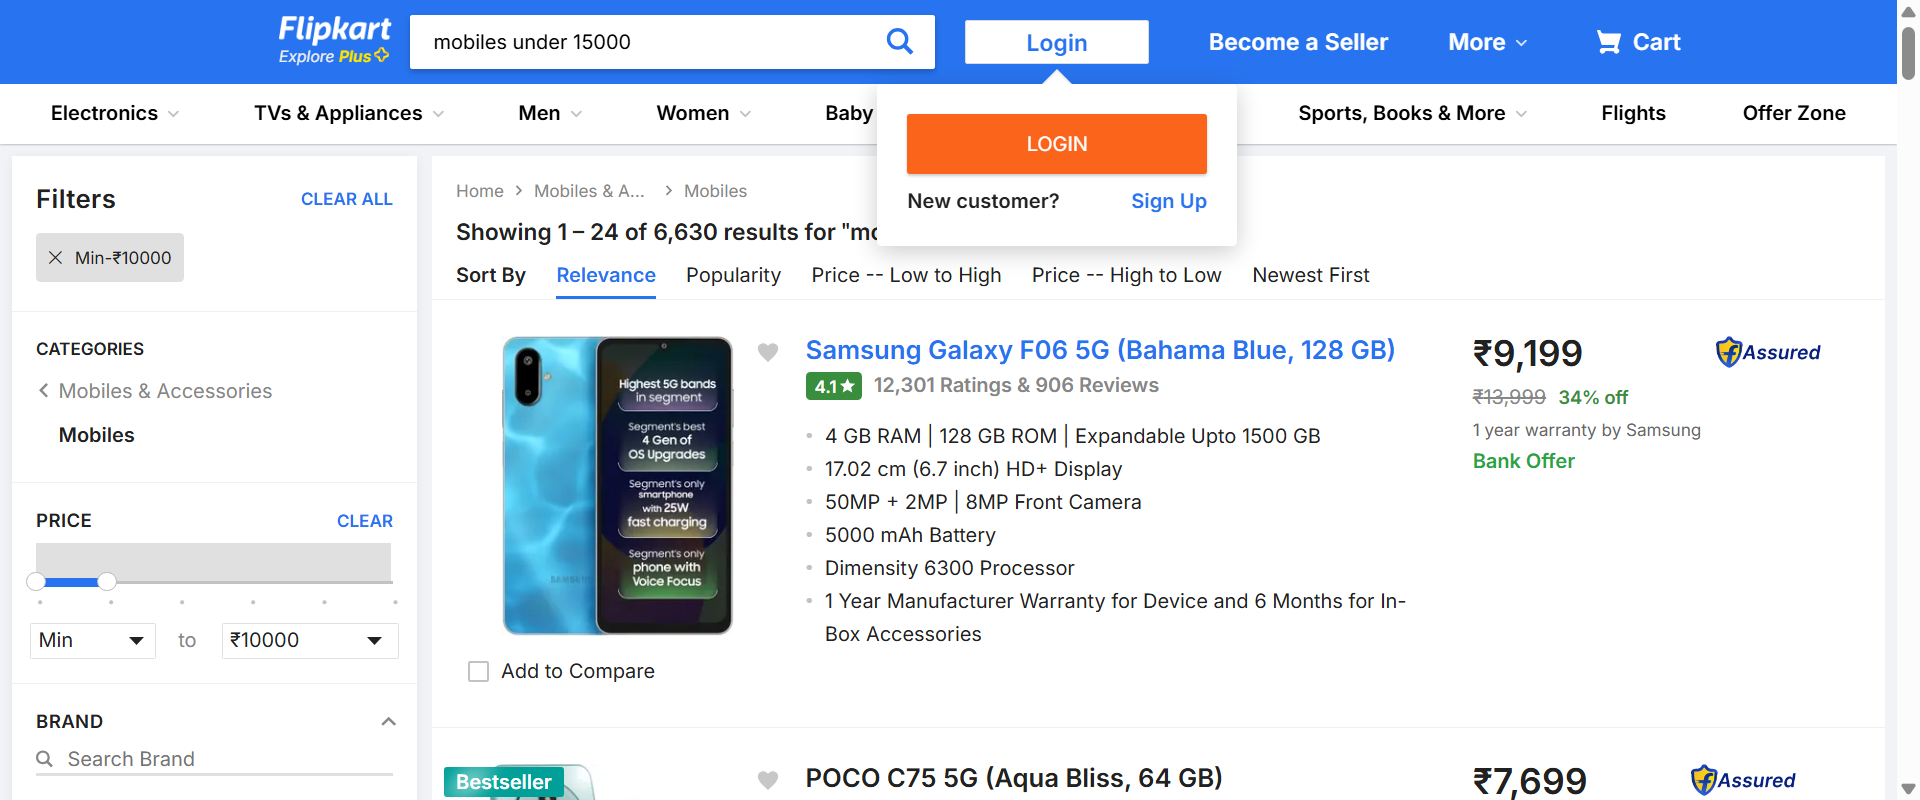 Flipkart
Explore Plus
mobiles under 15000
Login
Become a Seller
More
Cart
Electronics
TVs & Appliances
Men
Women
Baby
Sports, Books & More
Flights
Offer Zone
LOGIN
New customer?
Sign Up
Filters
CLEAR ALL
Min-₹10000
CATEGORIES
Mobiles & Accessories
Mobiles
PRICE
CLEAR
Min
to
₹10000
BRAND
Search Brand
Home
Mobiles & A...
Mobiles
Showing 1 – 24 of 6,630 results for "mo
Sort By
Relevance
Popularity
Price -- Low to High
Price -- High to Low
Newest First
Highest 5G bands
in segment
Segment's best
4 Gen of
OS Upgrades
Segment's only
smartphone
with 25W
fast charging
Segment's only
phone with
Voice Focus
SAMSUNG
Add to Compare
Samsung Galaxy F06 5G (Bahama Blue, 128 GB)
4.1★
12,301 Ratings & 906 Reviews
4 GB RAM | 128 GB ROM | Expandable Upto 1500 GB
17.02 cm (6.7 inch) HD+ Display
50MP + 2MP | 8MP Front Camera
5000 mAh Battery
Dimensity 6300 Processor
1 Year Manufacturer Warranty for Device and 6 Months for In-
Box Accessories
₹9,199
Assured
₹13,999
34% off
1 year warranty by Samsung
Bank Offer
Bestseller
POCO C75 5G (Aqua Bliss, 64 GB)
₹7,699
Assured